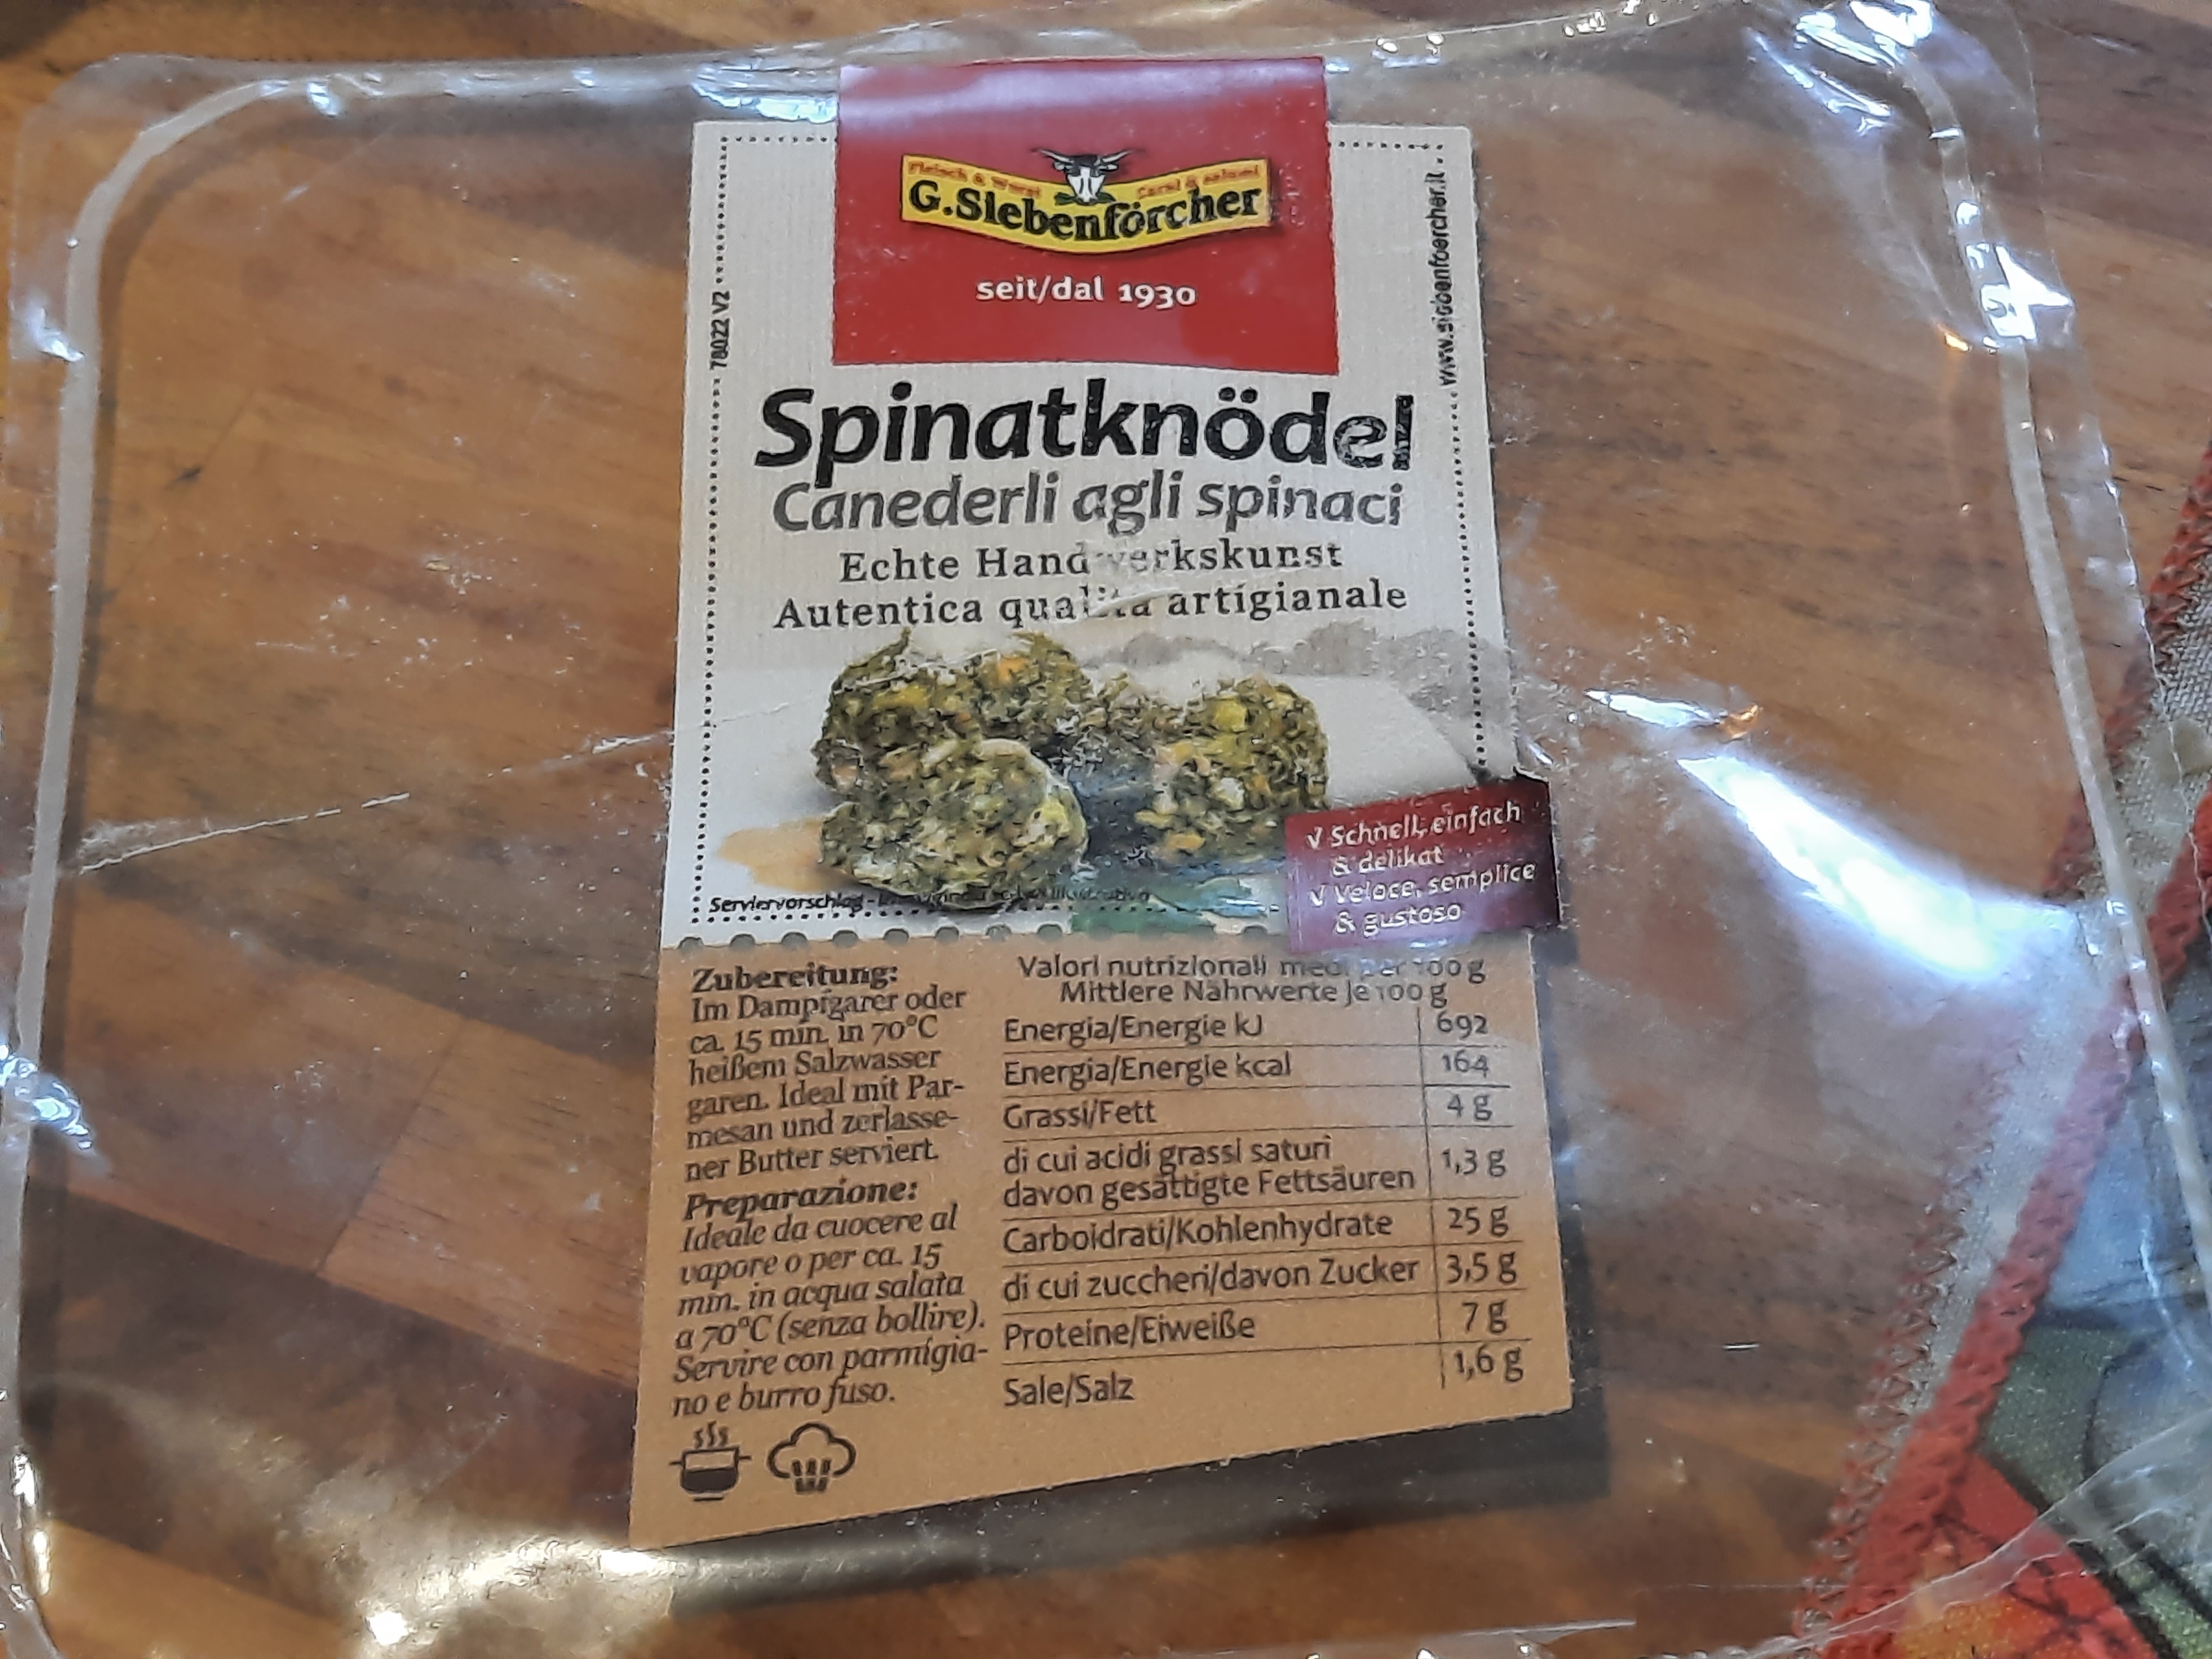 Fleisch & Wurst Carni & salumi
G.Siebenförcher
seit/dal 1930
78022 V2
www.siebenfoercher.it
Spinatknödel
Canederli agli spinaci
Echte Handwerkskunst
Autentica qualità artigianale
√ Schnell, einfach
& delikat
√ Veloce, semplice
& gustoso
Serviervorschlag -
Zubereitung:
Im Dampfgarer oder
ca. 15 min. in 70°C
heißem Salzwasser
garen. Ideal mit Par-
mesan und zerlasse-
ner Butter serviert.
Preparazione:
Ideale da cuocere al
vapore o per ca. 15
min. in acqua salata
a 70°C (senza bollire).
Servire con parmigia-
no e burro fuso.
Valori nutrizionali medi per 100 g
Mittlere Nährwerte je 100 g
Energia/Energie kJ 692
Energia/Energie kcal 164
Grassi/Fett 4 g
di cui acidi grassi saturi
davon gesättigte Fettsäuren 1,3 g
Carboidrati/Kohlenhydrate 25 g
di cui zuccheri/davon Zucker 3,5 g
Proteine/Eiweiße 7 g
Sale/Salz 1,6 g